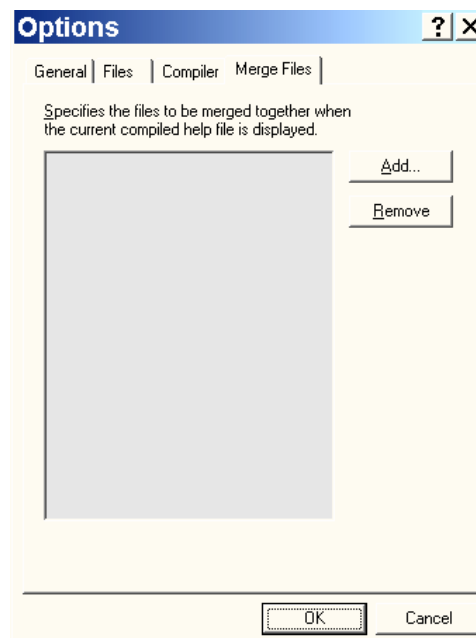 Options
? X
General Files Compiler Merge Files
Specifies the files to be merged together when
the current compiled help file is displayed.
Add...
Remove
OK Cancel